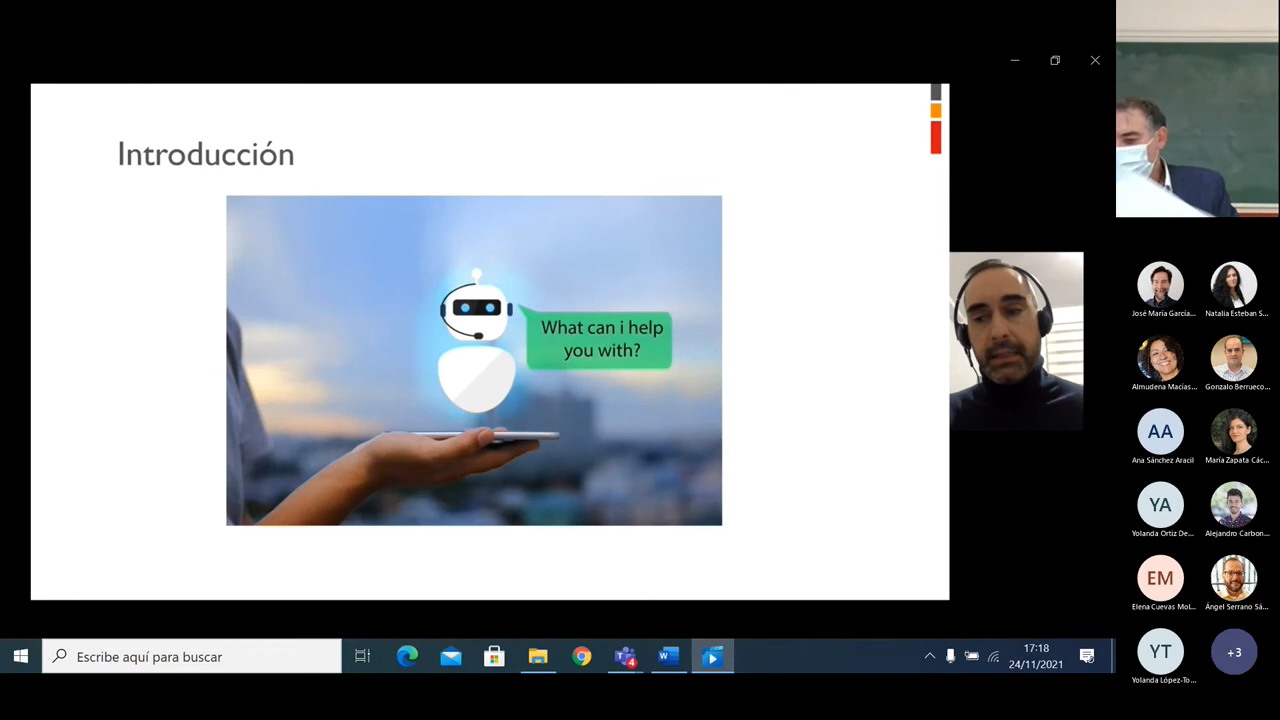 Introducción
What can i help
you with?
José María García...
Natalia Esteban S...
Almudena Macías...
Gonzalo Berrueco...
AA
Ana Sánchez Aracil
María Zapata Các...
YA
Yolanda Ortiz De...
Alejandro Carbon...
EM
Elena Cuevas Mol...
Ángel Serrano Sá...
YT
Yolanda López-To...
+3
Escribe aquí para buscar
4
17:18
24/11/2021